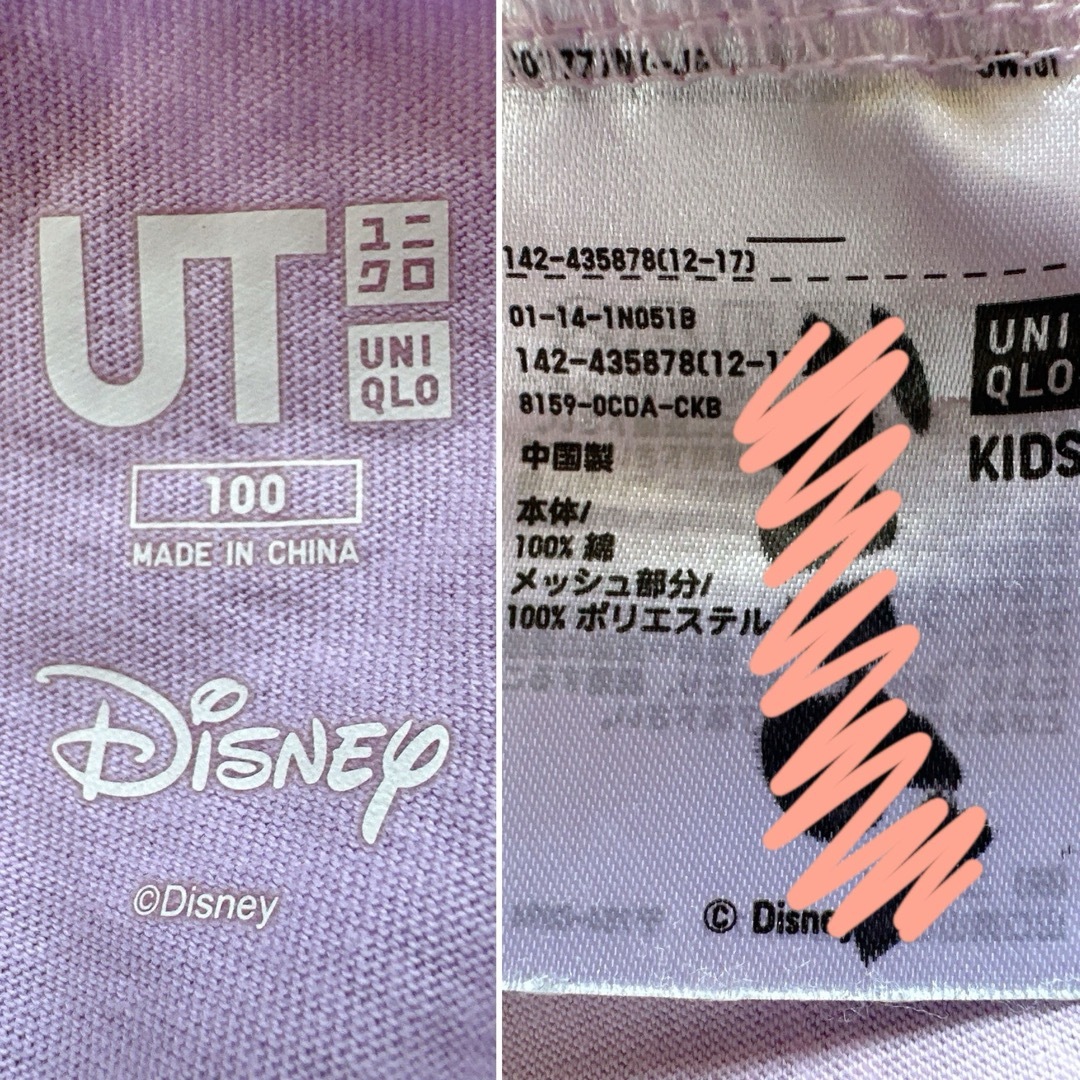 UT
ユニ
クロ
UNI
QLO
100
MADE IN CHINA
Disney
©Disney
142-435878(12-17)
01-14-1N051B
142-435878(12-1
8159-0CDA-CKB
中国製
本体/
100% 綿
メッシュ部分/
100% ポリエステル
UNI
QLO
KIDS
© Disney